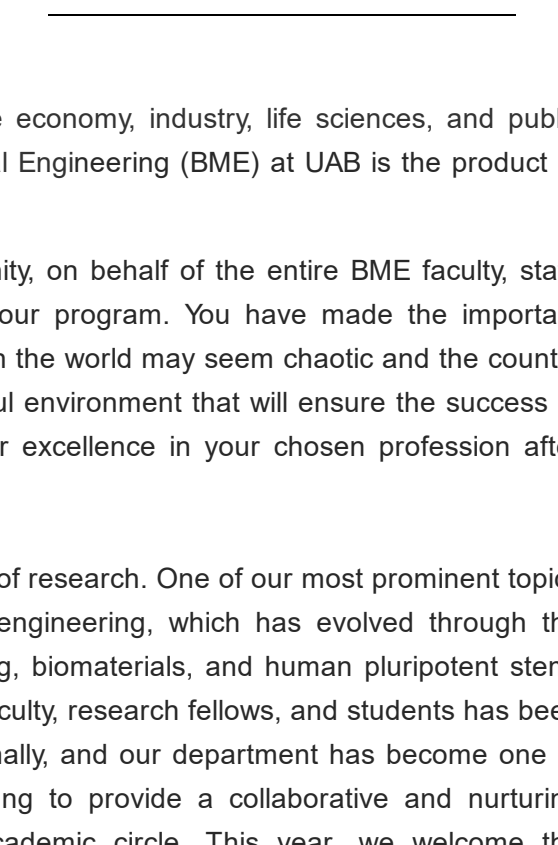 economy, industry, life sciences, and publ
l Engineering (BME) at UAB is the product
ity, on behalf of the entire BME faculty, sta
our program. You have made the importa
the world may seem chaotic and the count
ul environment that will ensure the success
r excellence in your chosen profession aft
of research. One of our most prominent topi
engineering, which has evolved through th
g, biomaterials, and human pluripotent ste
culty, research fellows, and students has bee
nally, and our department has become one
ng to provide a collaborative and nurturin
cademic circle. This year, we welcome th